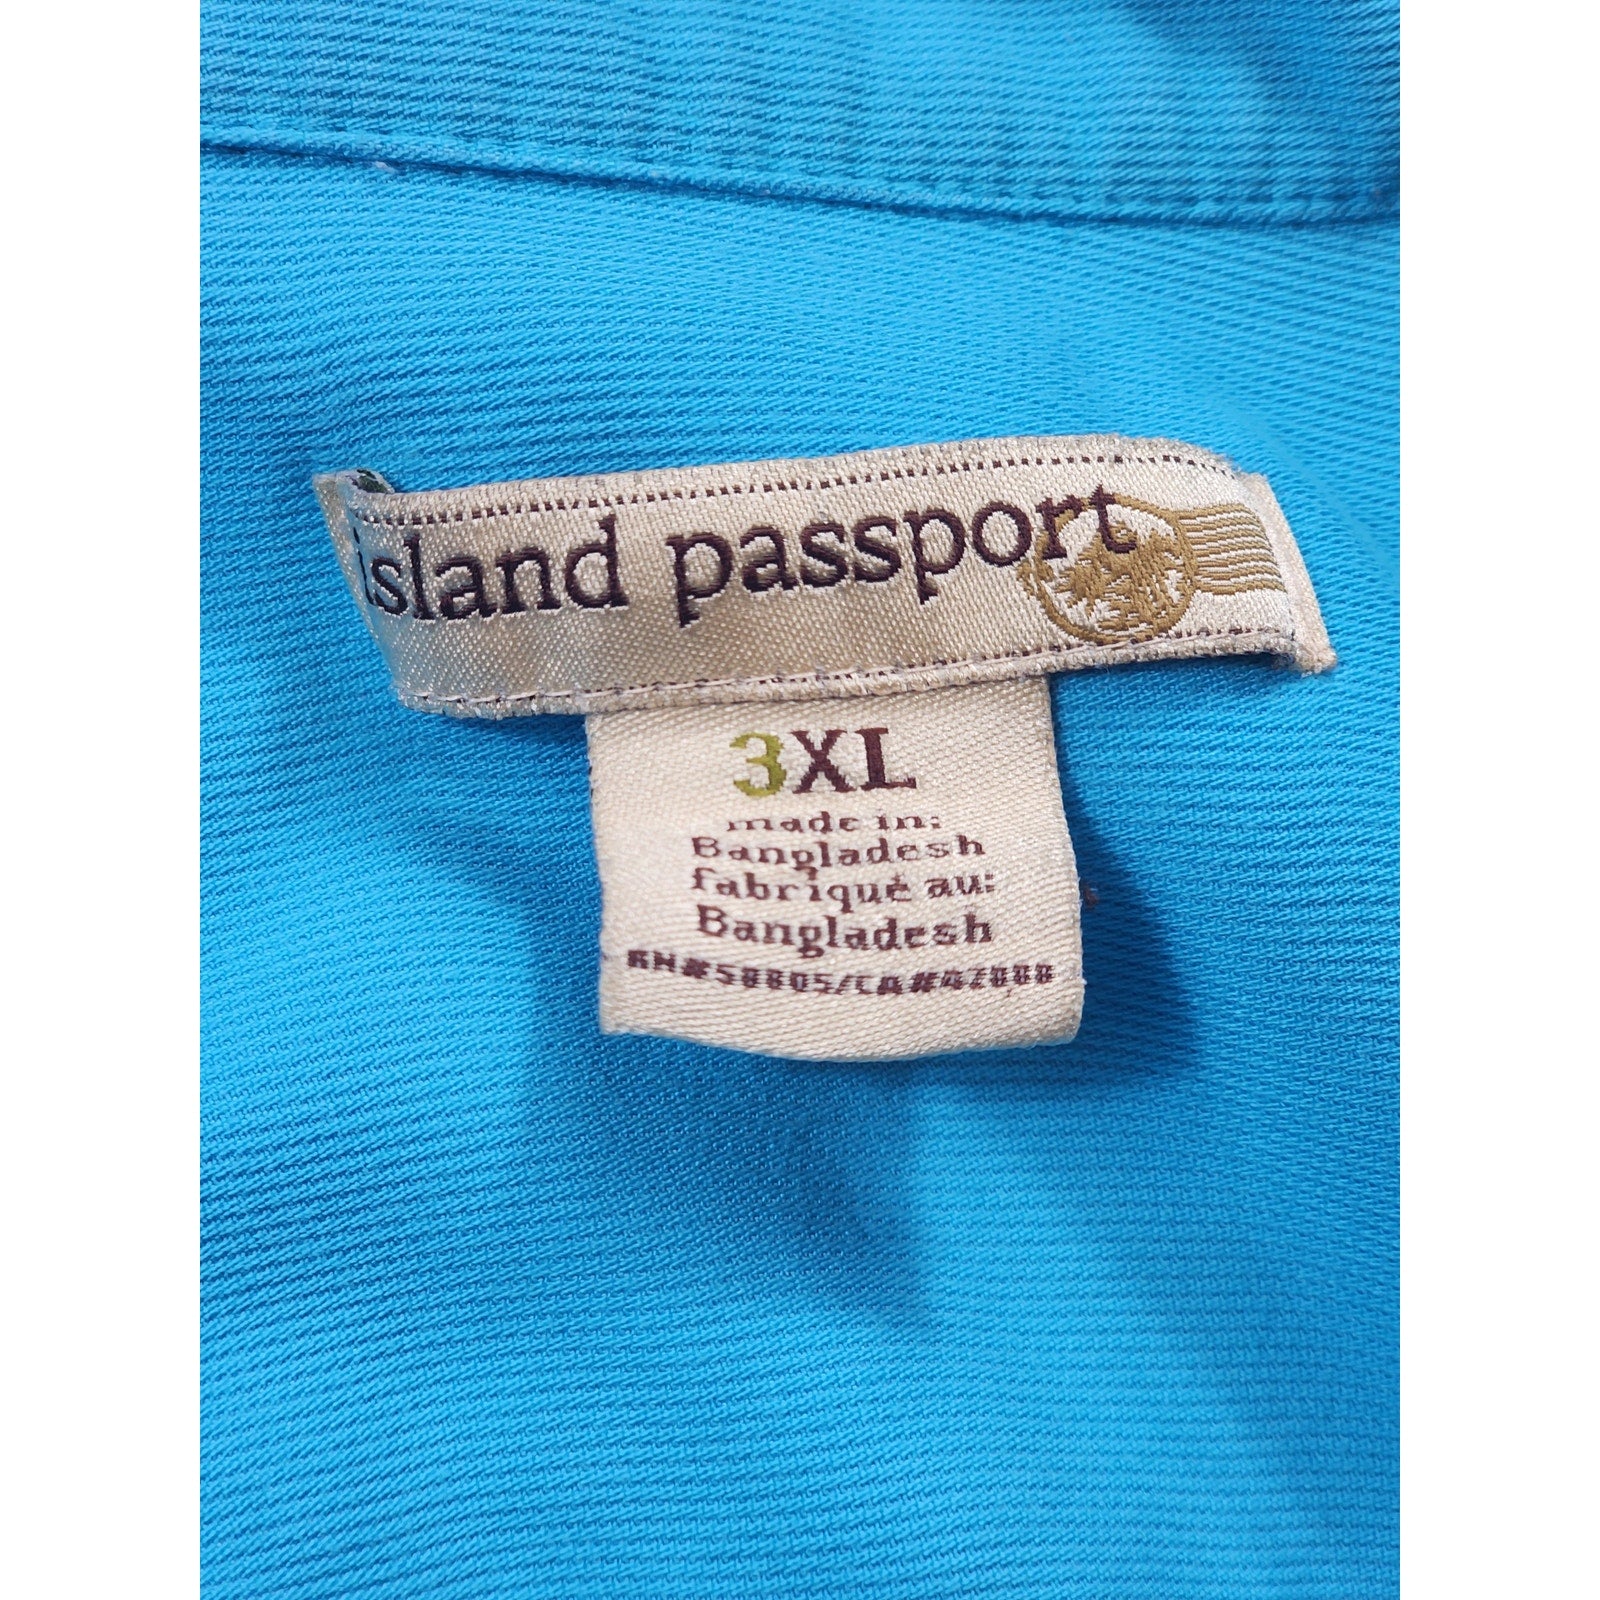 island passport
3XL
made in:
Bangladesh
fabriqué au:
Bangladesh